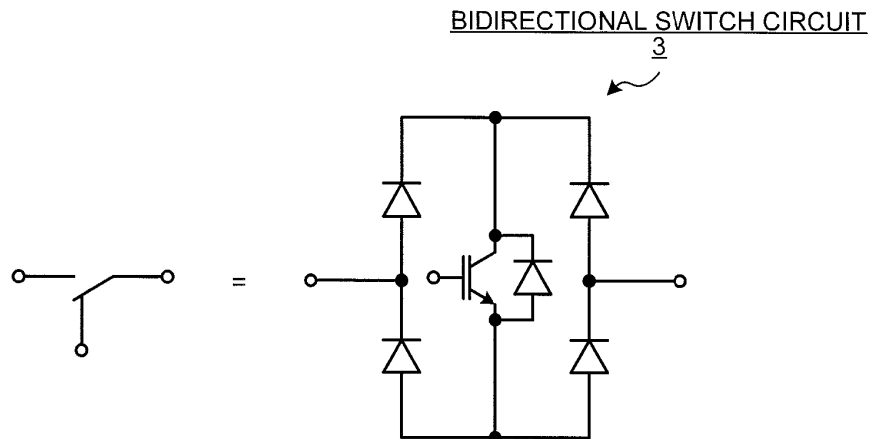 BIDIRECTIONAL SWITCH CIRCUIT
3
=